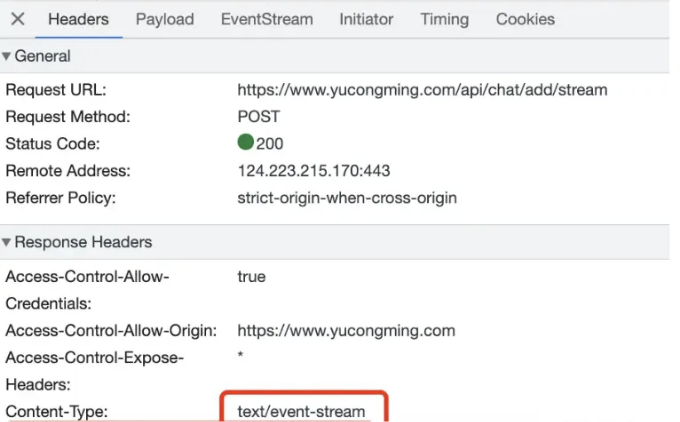 Headers Payload EventStream Initiator Timing Cookies
General
Request URL: https://www.yucongming.com/api/chat/add/stream
Request Method: POST
Status Code: 200
Remote Address: 124.223.215.170:443
Referrer Policy: strict-origin-when-cross-origin
Response Headers
Access-Control-Allow- true
Credentials:
Access-Control-Allow-Origin: https://www.yucongming.com
Access-Control-Expose- *
Headers:
Content-Type: text/event-stream